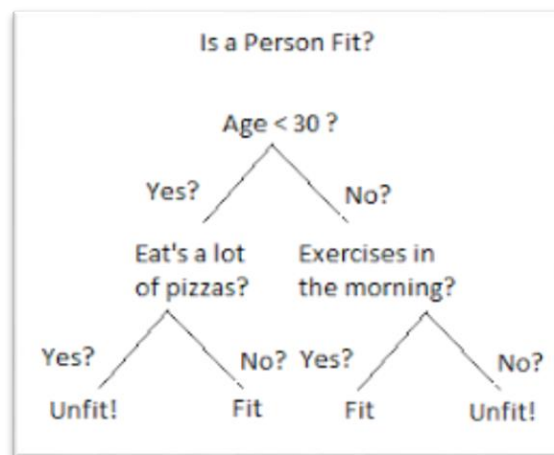 Is a Person Fit?
Age < 30 ?
Yes?
No?
Eat's a lot
of pizzas?
Exercises in
the morning?
Yes?
No?
Yes?
No?
Unfit!
Fit
Fit
Unfit!